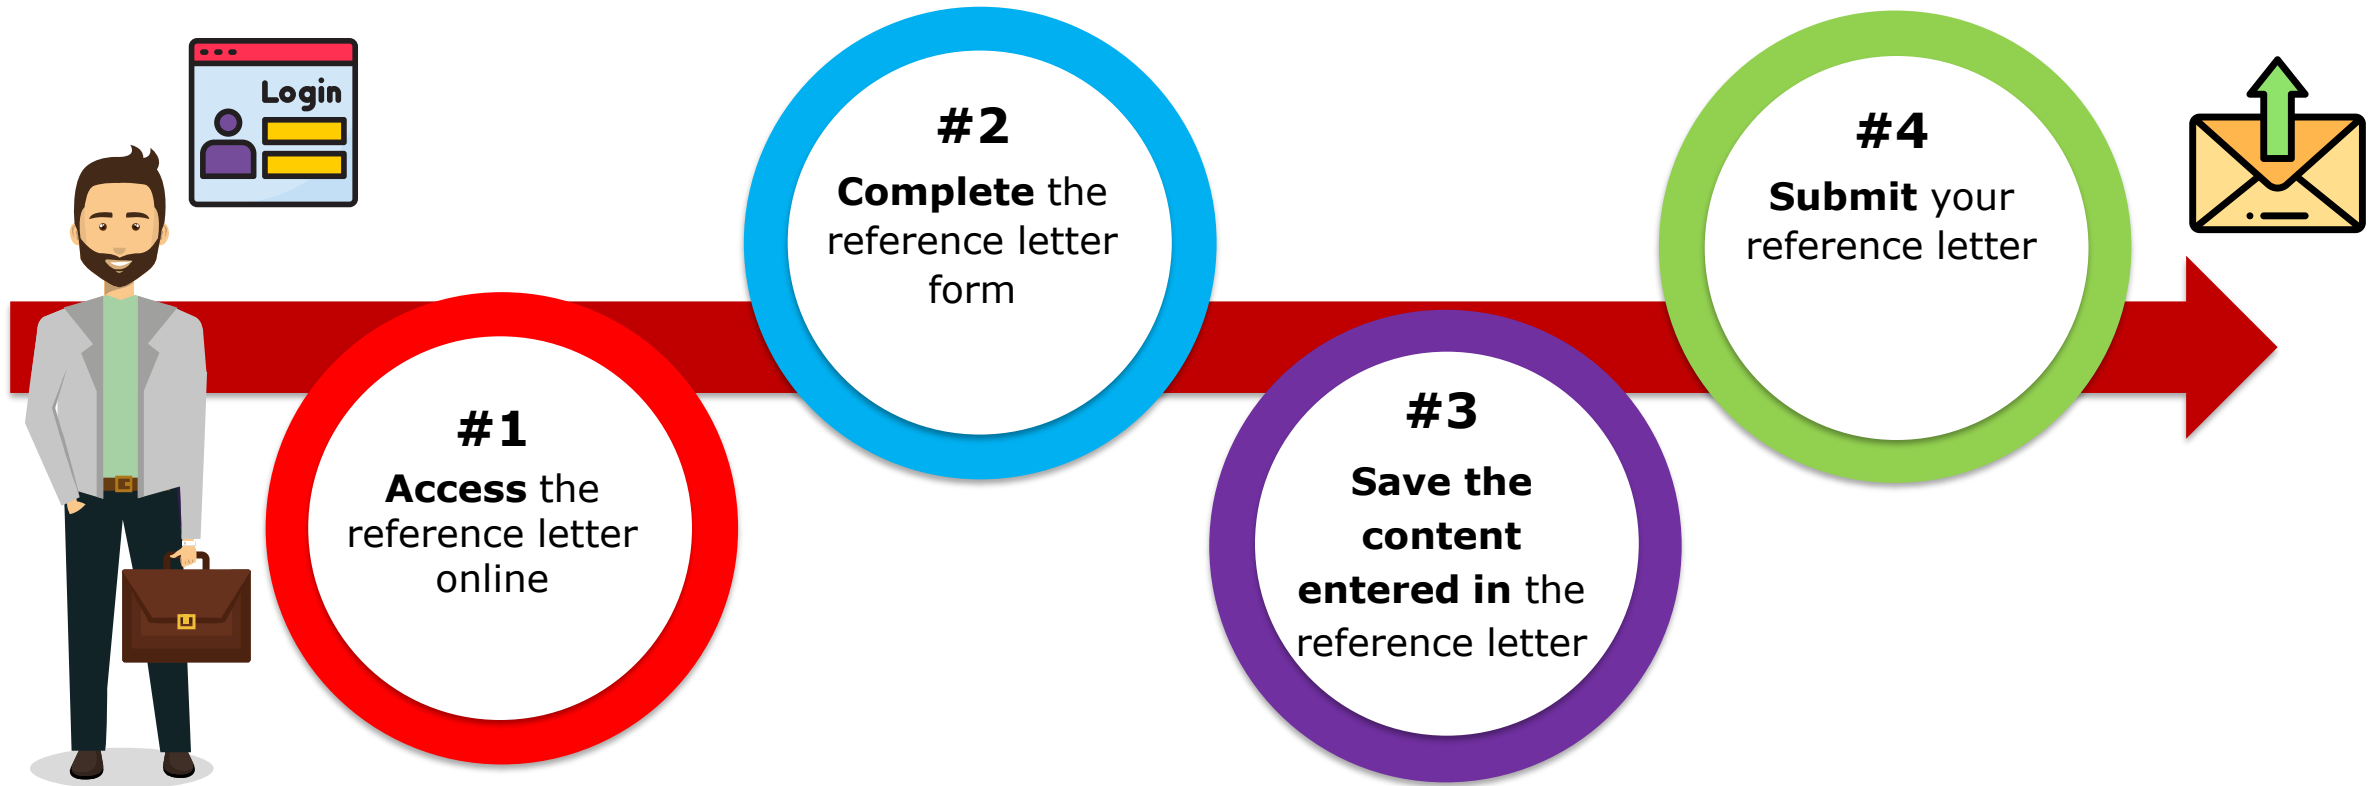 Login
#1
Access the
reference letter
online
#2
Complete the
reference letter
form
#3
Save the
content
entered in the
reference letter
#4
Submit your
reference letter